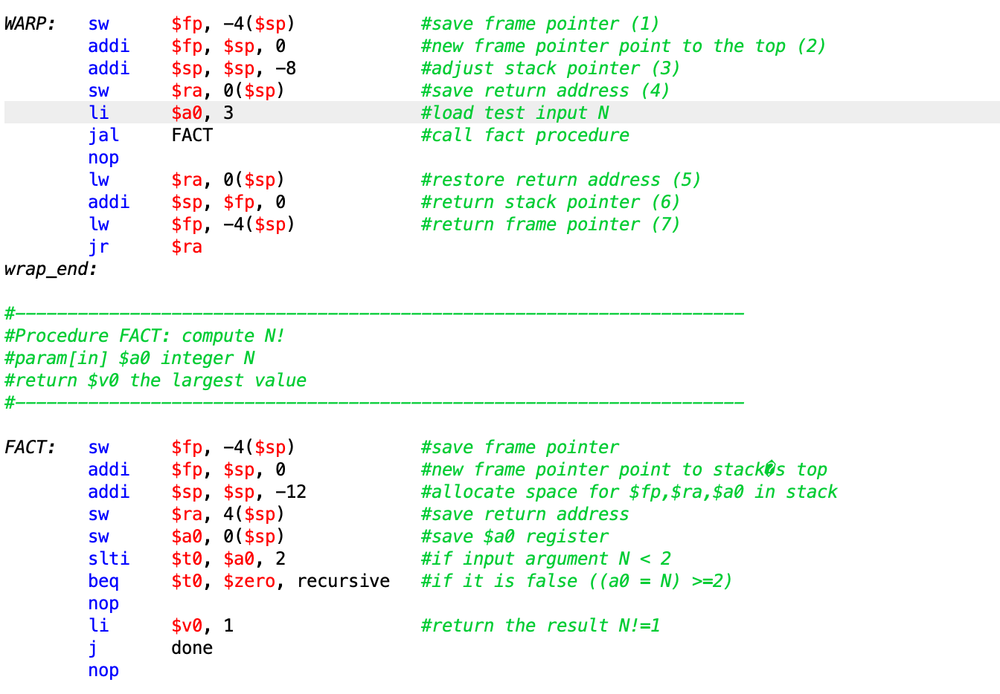 WARP: sw $fp, -4($sp) #save frame pointer (1)
addi $fp, $sp, 0 #new frame pointer point to the top (2)
addi $sp, $sp, -8 #adjust stack pointer (3)
sw $ra, 0($sp) #save return address (4)
li $a0, 3 #load test input N
jal FACT #call fact procedure
nop
lw $ra, 0($sp) #restore return address (5)
addi $sp, $fp, 0 #return stack pointer (6)
lw $fp, -4($sp) #return frame pointer (7)
jr $ra
wrap_end:
#----------------------------------------------------------------------
#Procedure FACT: compute N!
#param[in] $a0 integer N
#return $v0 the largest value
#----------------------------------------------------------------------
FACT: sw $fp, -4($sp) #save frame pointer
addi $fp, $sp, 0 #new frame pointer point to stack�s top
addi $sp, $sp, -12 #allocate space for $fp,$ra,$a0 in stack
sw $ra, 4($sp) #save return address
sw $a0, 0($sp) #save $a0 register
slti $t0, $a0, 2 #if input argument N < 2
beq $t0, $zero, recursive #if it is false ((a0 = N) >=2)
nop
li $v0, 1 #return the result N!=1
j done
nop